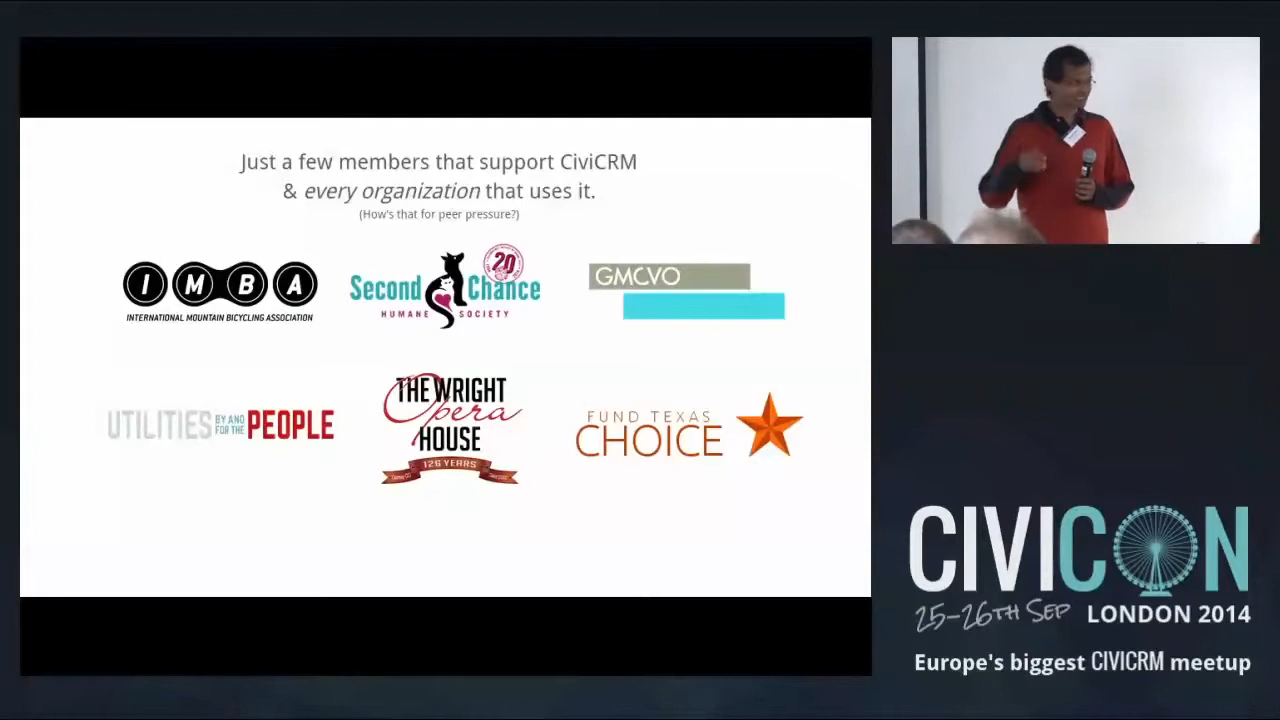 Just a few members that support CiviCRM
& every organization that uses it.
(How's that for peer pressure?)
IMBA
INTERNATIONAL MOUNTAIN BICYCLING ASSOCIATION
20
Second Chance
HUMANE SOCIETY
GMCVO
UTILITIES BY AND FOR THE PEOPLE
THE WRIGHT
Opera
HOUSE
126 YEARS
FUND TEXAS
CHOICE
CIVICON
25-26TH SEP LONDON 2014
Europe's biggest CIVICRM meetup